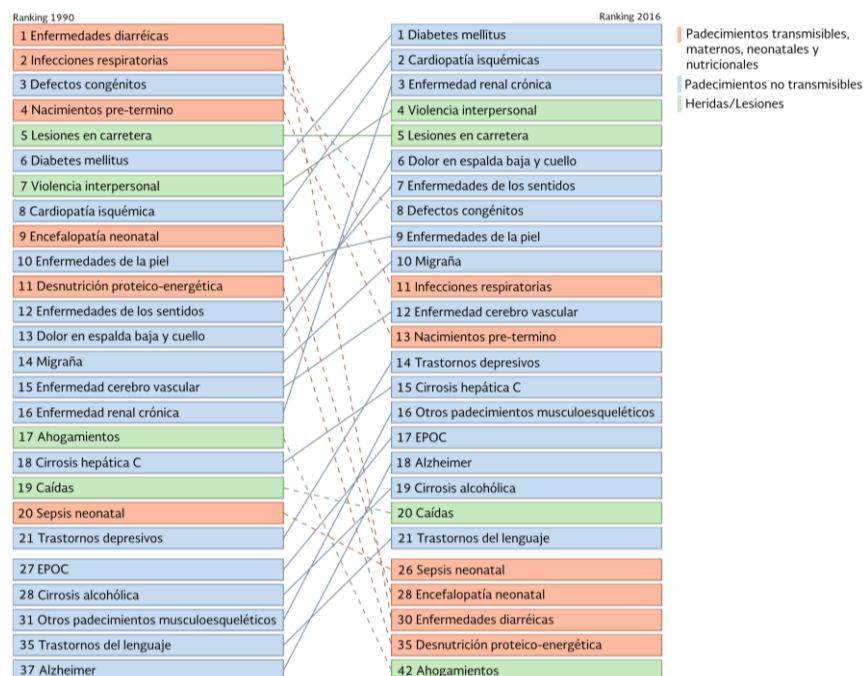 Ranking 1990
1 Enfermedades diarréicas
2 Infecciones respiratorias
3 Defectos congénitos
4 Nacimientos pre-termino
5 Lesiones en carretera
6 Diabetes mellitus
7 Violencia interpersonal
8 Cardiopatía isquémica
9 Encefalopatía neonatal
10 Enfermedades de la piel
11 Desnutrición proteico-energética
12 Enfermedades de los sentidos
13 Dolor en espalda baja y cuello
14 Migraña
15 Enfermedad cerebro vascular
16 Enfermedad renal crónica
17 Ahogamientos
18 Cirrosis hepática C
19 Caídas
20 Sepsis neonatal
21 Trastornos depresivos
27 EPOC
28 Cirrosis alcohólica
31 Otros padecimientos musculoesqueléticos
35 Trastornos del lenguaje
37 Alzheimer
Ranking 2016
1 Diabetes mellitus
2 Cardiopatía isquémicas
3 Enfermedad renal crónica
4 Violencia interpersonal
5 Lesiones en carretera
6 Dolor en espalda baja y cuello
7 Enfermedades de los sentidos
8 Defectos congénitos
9 Enfermedades de la piel
10 Migraña
11 Infecciones respiratorias
12 Enfermedad cerebro vascular
13 Nacimientos pre-termino
14 Trastornos depresivos
15 Cirrosis hepática C
16 Otros padecimientos musculoesqueléticos
17 EPOC
18 Alzheimer
19 Cirrosis alcohólica
20 Caídas
21 Trastornos del lenguaje
26 Sepsis neonatal
28 Encefalopatía neonatal
30 Enfermedades diarréicas
35 Desnutrición proteico-energética
42 Ahogamientos
Padecimientos transmisibles,
maternos, neonatales y
nutricionales
Padecimientos no transmisibles
Heridas/Lesiones